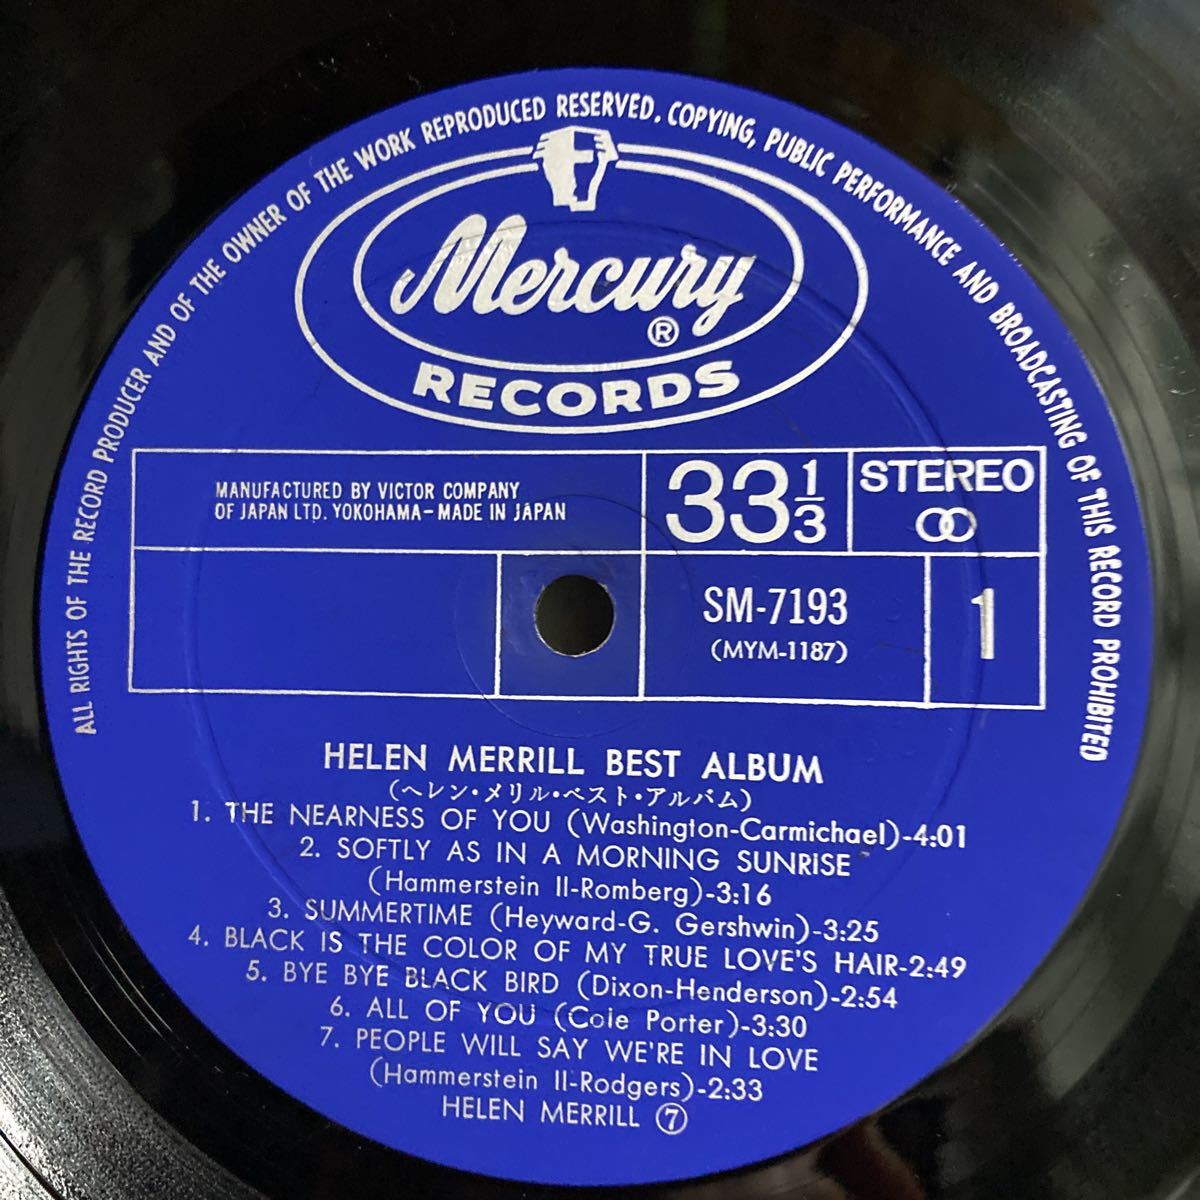 ALL RIGHTS OF THE RECORD PRODUCER AND OF THE OWNER OF THE WORK REPRODUCED RESERVED. COPYING, PUBLIC PERFORMANCE AND BROADCASTING OF THIS RECORD PROHIBITED
Mercury ®
RECORDS
MANUFACTURED BY VICTOR COMPANY
OF JAPAN LTD. YOKOHAMA-MADE IN JAPAN
33 1/3
STEREO
SM-7193
(MYM-1187)
1
HELEN MERRILL BEST ALBUM
(ヘレン・メリル・ベスト・アルバム)
1. THE NEARNESS OF YOU (Washington-Carmichael)-4:01
2. SOFTLY AS IN A MORNING SUNRISE
(Hammerstein II-Romberg)-3:16
3. SUMMERTIME (Heyward-G. Gershwin)-3:25
4. BLACK IS THE COLOR OF MY TRUE LOVE'S HAIR-2:49
5. BYE BYE BLACK BIRD (Dixon-Henderson)-2:54
6. ALL OF YOU (Cole Porter)-3:30
7. PEOPLE WILL SAY WE'RE IN LOVE
(Hammerstein II-Rodgers)-2:33
HELEN MERRILL ⑦